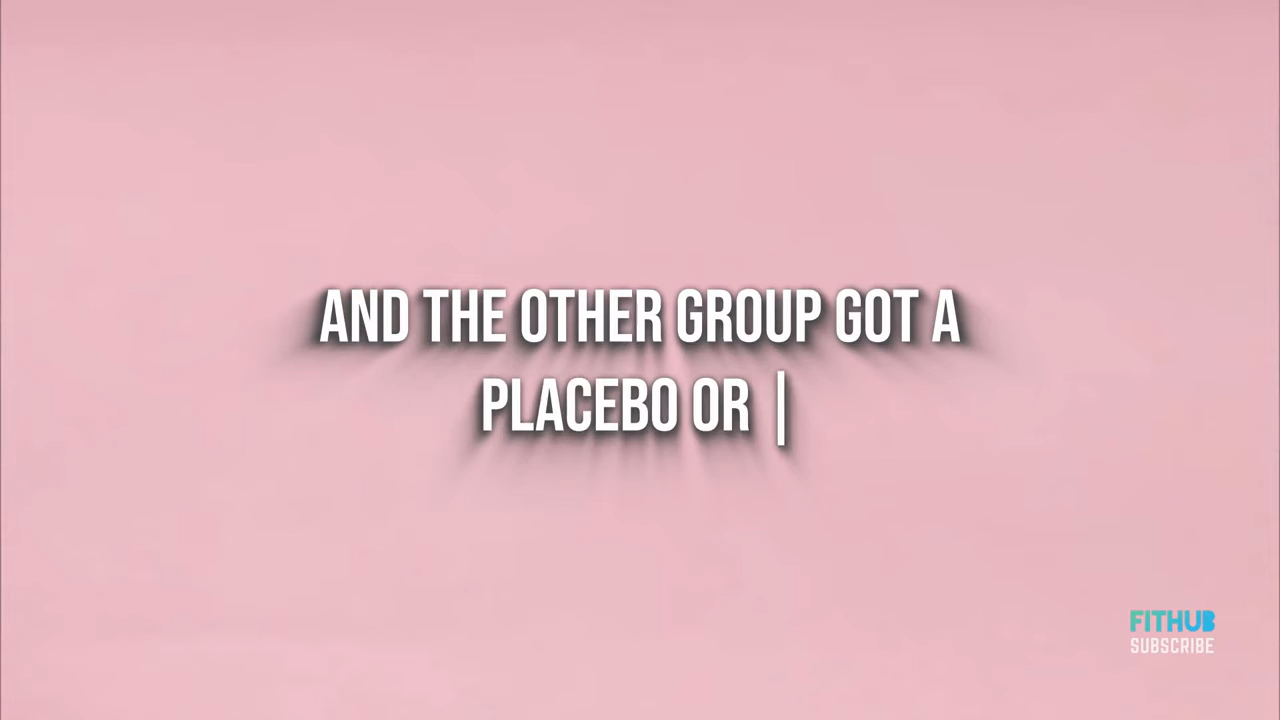 AND THE OTHER GROUP GOT A
PLACEBO OR |
FITHUB
SUBSCRIBE